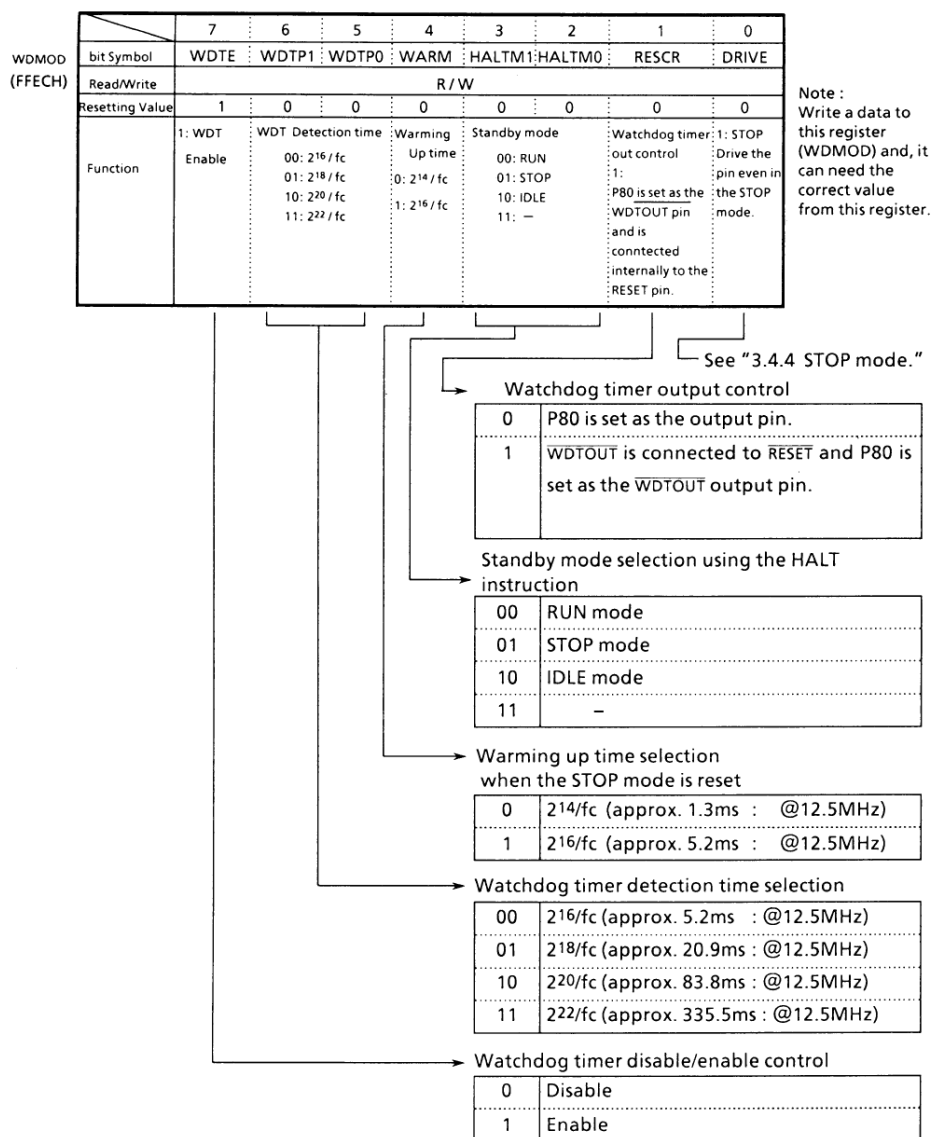 7 6 5 4 3 2 1 0
WDMOD bit Symbol WDTE WDTP1 WDTP0 WARM HALTM1 HALTM0 RESCR DRIVE
(FFECH) Read/Write R / W
Resetting Value 1 0 0 0 0 0 0 0
Function
1: WDT
Enable
WDT Detection time
00: 2¹⁶ / fc
01: 2¹⁸ / fc
10: 2²⁰ / fc
11: 2²² / fc
Warming
Up time
0: 2¹⁴ / fc
1: 2¹⁶ / fc
Standby mode
00: RUN
01: STOP
10: IDLE
11: –
Watchdog timer
out control
1:
P80 is set as the
WDTOUT pin
and is
conntected
internally to the
RESET pin.
1: STOP
Drive the
pin even in
the STOP
mode.
Note :
Write a data to
this register
(WDMOD) and, it
can need the
correct value
from this register.
See "3.4.4 STOP mode."
Watchdog timer output control
0 P80 is set as the output pin.
1 WDTOUT is connected to RESET and P80 is
set as the WDTOUT output pin.
Standby mode selection using the HALT
instruction
00 RUN mode
01 STOP mode
10 IDLE mode
11 –
Warming up time selection
when the STOP mode is reset
0 2¹⁴/fc (approx. 1.3ms : @12.5MHz)
1 2¹⁶/fc (approx. 5.2ms : @12.5MHz)
Watchdog timer detection time selection
00 2¹⁶/fc (approx. 5.2ms : @12.5MHz)
01 2¹⁸/fc (approx. 20.9ms : @12.5MHz)
10 2²⁰/fc (approx. 83.8ms : @12.5MHz)
11 2²²/fc (approx. 335.5ms : @12.5MHz)
Watchdog timer disable/enable control
0 Disable
1 Enable